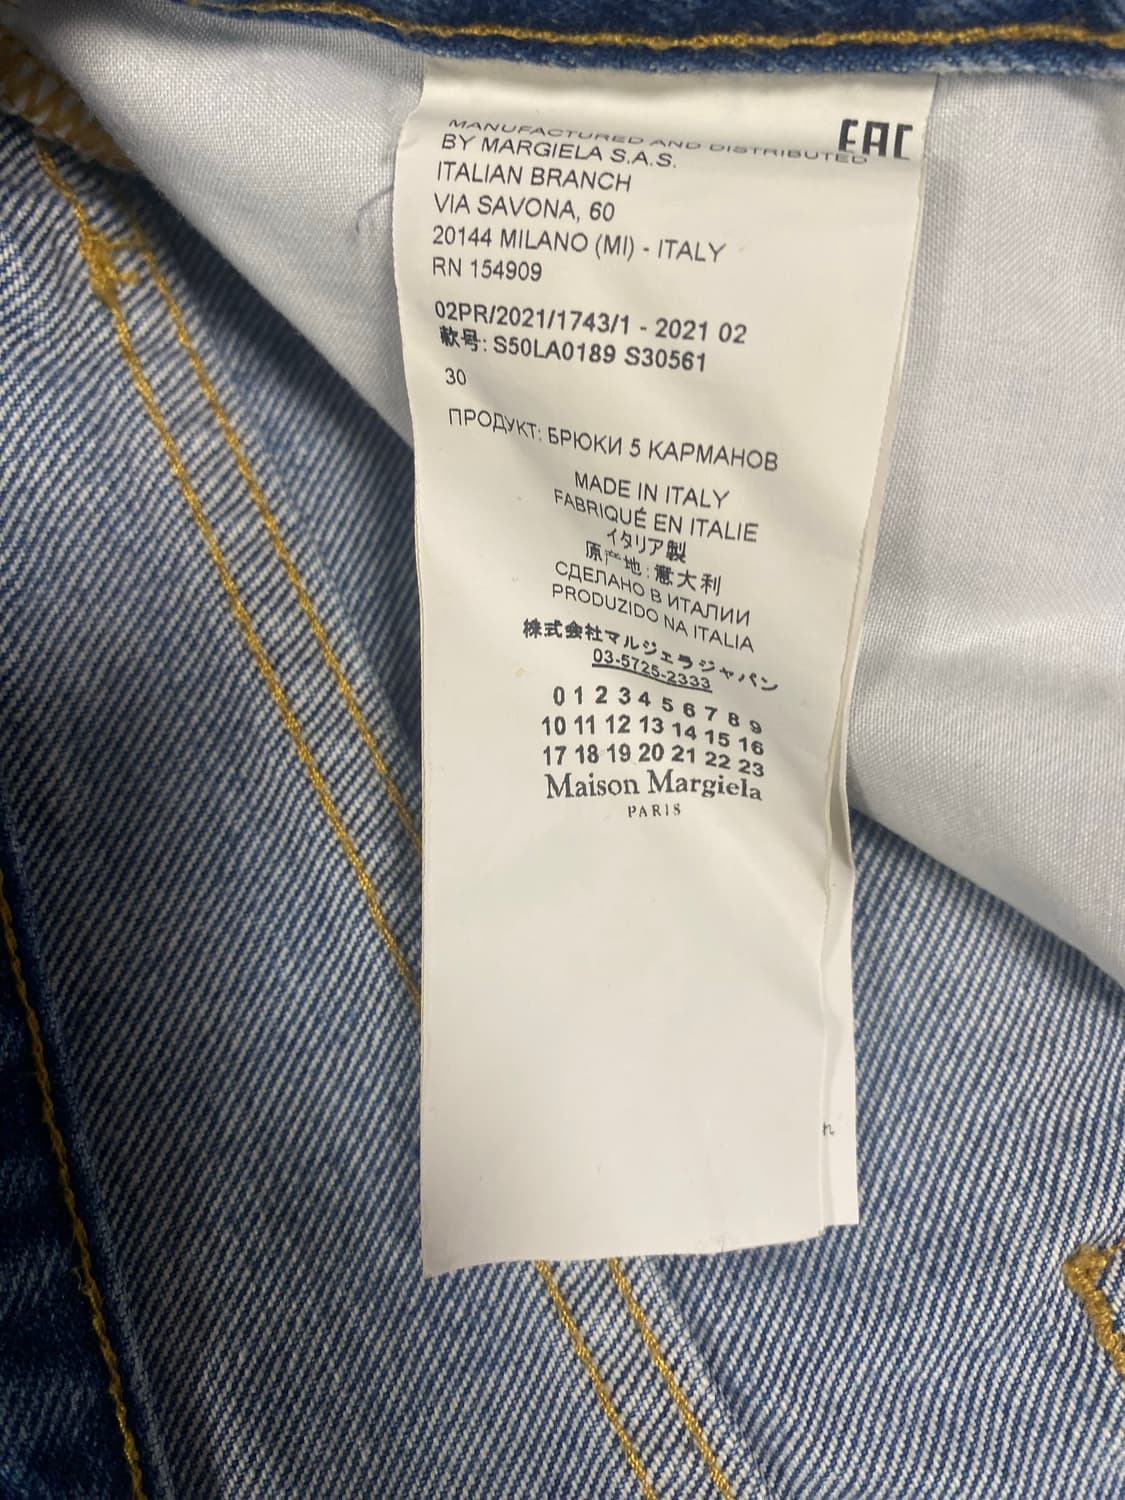 EAC
MANUFACTURED AND DISTRIBUTED
BY MARGIELA S.A.S.
ITALIAN BRANCH
VIA SAVONA, 60
20144 MILANO (MI) - ITALY
RN 154909
02PR/2021/1743/1 - 2021 02
款号: S50LA0189 S30561
30
ПРОДУКТ: БРЮКИ 5 КАРМАНОВ
MADE IN ITALY
FABRIQUÉ EN ITALIE
イタリア製
原产地: 意大利
СДЕЛАНО В ИТАЛИИ
PRODUZIDO NA ITALIA
株式会社マルジェラジャパン
03-5725-2333
0 1 2 3 4 5 6 7 8 9
10 11 12 13 14 15 16
17 18 19 20 21 22 23
Maison Margiela
PARIS